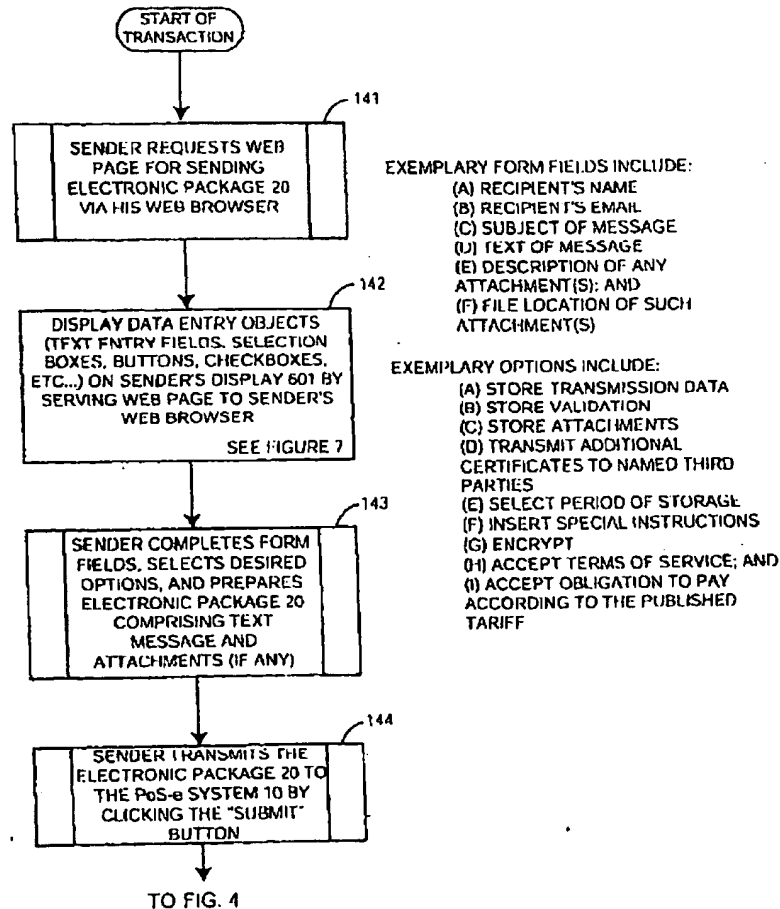 START OF
TRANSACTION
141
SENDER REQUESTS WEB
PAGE FOR SENDING
ELECTRONIC PACKAGE 20
VIA HIS WEB BROWSER
142
DISPLAY DATA ENTRY OBJECTS
(TEXT ENTRY FIELDS, SELECTION
BOXES, BUTTONS, CHECKBOXES,
ETC...) ON SENDER'S DISPLAY 601 BY
SERVING WEB PAGE TO SENDER'S
WEB BROWSER
SEE FIGURE 7
143
SENDER COMPLETES FORM
FIELDS, SELECTS DESIRED
OPTIONS, AND PREPARES
ELECTRONIC PACKAGE 20
COMPRISING TEXT
MESSAGE AND
ATTACHMENTS (IF ANY)
144
SENDER TRANSMITS THE
ELECTRONIC PACKAGE 20 TO
THE PoS-e SYSTEM 10 BY
CLICKING THE "SUBMIT"
BUTTON
TO FIG. 4
EXEMPLARY FORM FIELDS INCLUDE:
(A) RECIPIENT'S NAME
(B) RECIPIENT'S EMAIL
(C) SUBJECT OF MESSAGE
(D) TEXT OF MESSAGE
(E) DESCRIPTION OF ANY
ATTACHMENT(S); AND
(F) FILE LOCATION OF SUCH
ATTACHMENT(S)
EXEMPLARY OPTIONS INCLUDE:
(A) STORE TRANSMISSION DATA
(B) STORE VALIDATION
(C) STORE ATTACHMENTS
(D) TRANSMIT ADDITIONAL
CERTIFICATES TO NAMED THIRD
PARTIES
(E) SELECT PERIOD OF STORAGE
(F) INSERT SPECIAL INSTRUCTIONS
(G) ENCRYPT
(H) ACCEPT TERMS OF SERVICE; AND
(I) ACCEPT OBLIGATION TO PAY
ACCORDING TO THE PUBLISHED
TARIFF